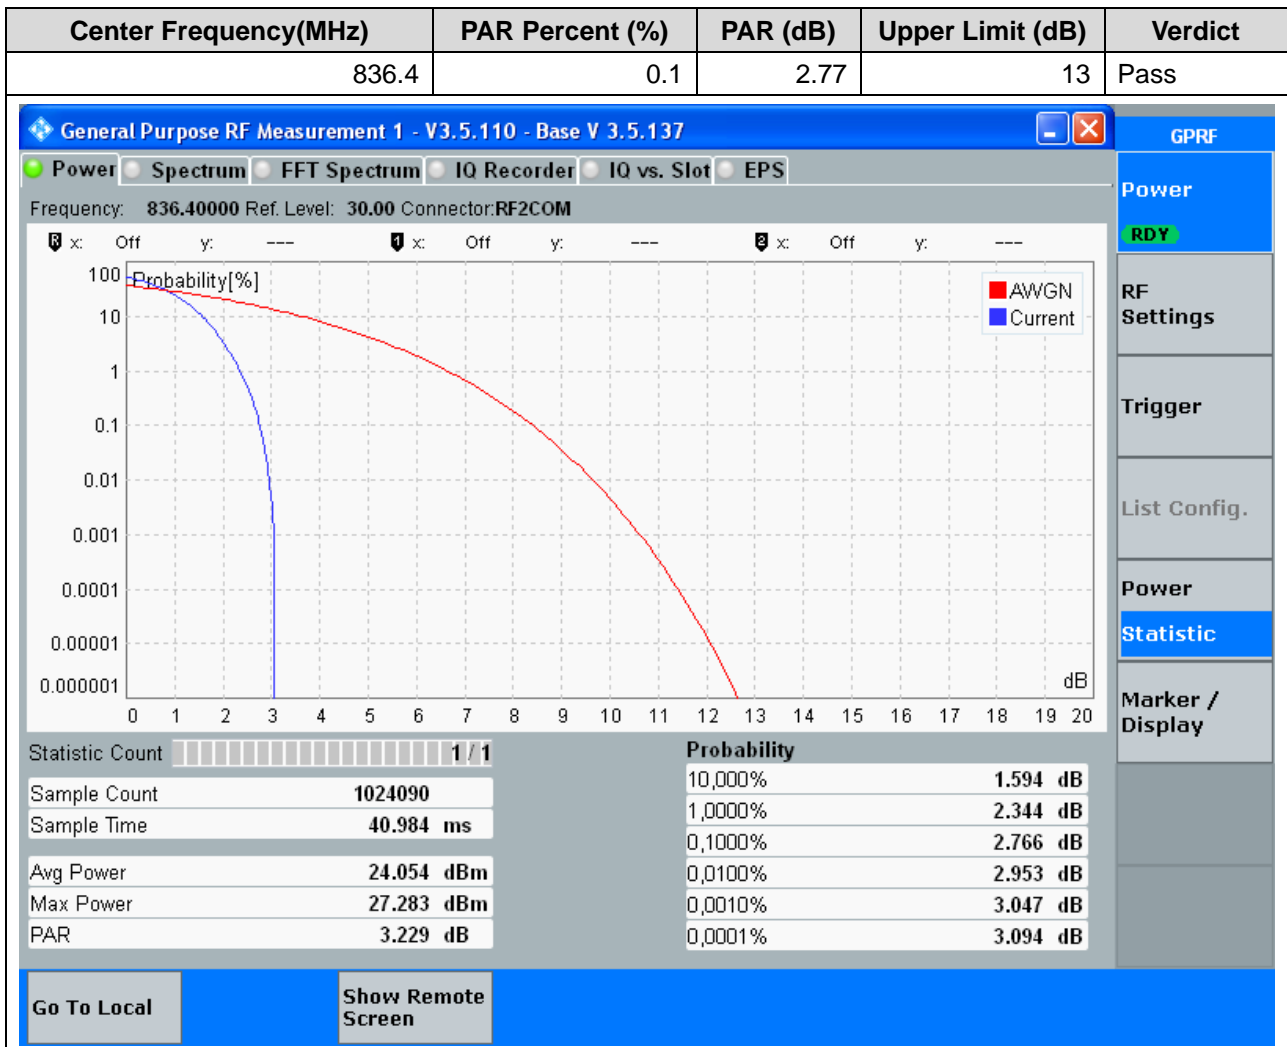 Center Frequency(MHz) PAR Percent (%) PAR (dB) Upper Limit (dB) Verdict
836.4 0.1 2.77 13 Pass
General Purpose RF Measurement 1 - V3.5.110 - Base V 3.5.137
GPRF
Power Spectrum FFT Spectrum IQ Recorder IQ vs. Slot EPS
Power
RDY
Frequency: 836.40000 Ref. Level: 30.00 Connector:RF2COM
R x: Off y: --- 1 x: Off y: --- 2 x: Off y: ---
Probability[%]
AWGN
Current
100
10
1
0.1
0.01
0.001
0.0001
0.00001
0.000001
dB
0 1 2 3 4 5 6 7 8 9 10 11 12 13 14 15 16 17 18 19 20
RF
Settings
Trigger
List Config.
Power
Statistic
Marker /
Display
Statistic Count 1 / 1
Sample Count 1024090
Sample Time 40.984 ms
Avg Power 24.054 dBm
Max Power 27.283 dBm
PAR 3.229 dB
Probability
10,000% 1.594 dB
1,0000% 2.344 dB
0,1000% 2.766 dB
0,0100% 2.953 dB
0,0010% 3.047 dB
0,0001% 3.094 dB
Go To Local
Show Remote
Screen